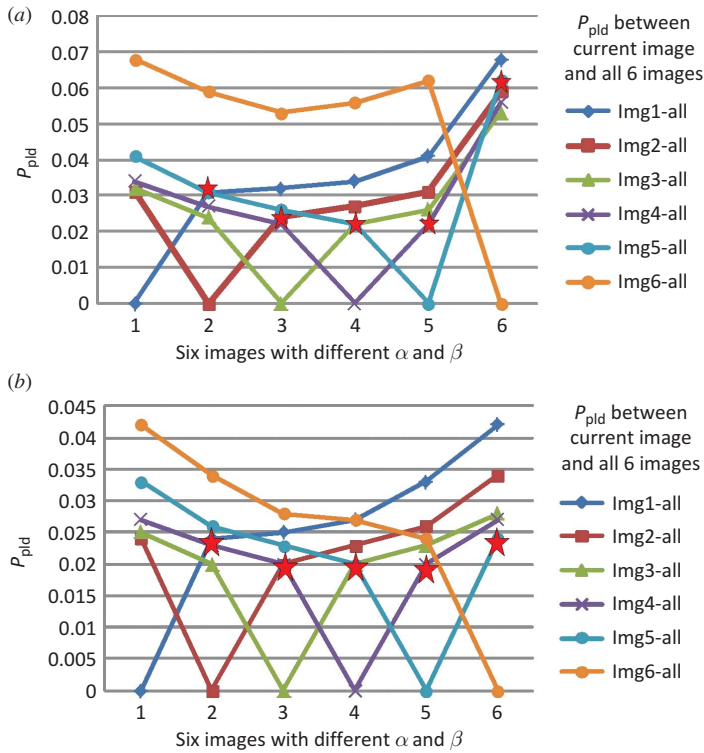 (a)
0.08
0.07
0.06
0.05
0.04
0.03
0.02
0.01
0
P_pld
1 2 3 4 5 6
Six images with different α and β
P_pld between
current image
and all 6 images
Img1-all
Img2-all
Img3-all
Img4-all
Img5-all
Img6-all
(b)
0.045
0.04
0.035
0.03
0.025
0.02
0.015
0.01
0.005
0
P_pld
1 2 3 4 5 6
Six images with different α and β
P_pld between
current image
and all 6 images
Img1-all
Img2-all
Img3-all
Img4-all
Img5-all
Img6-all